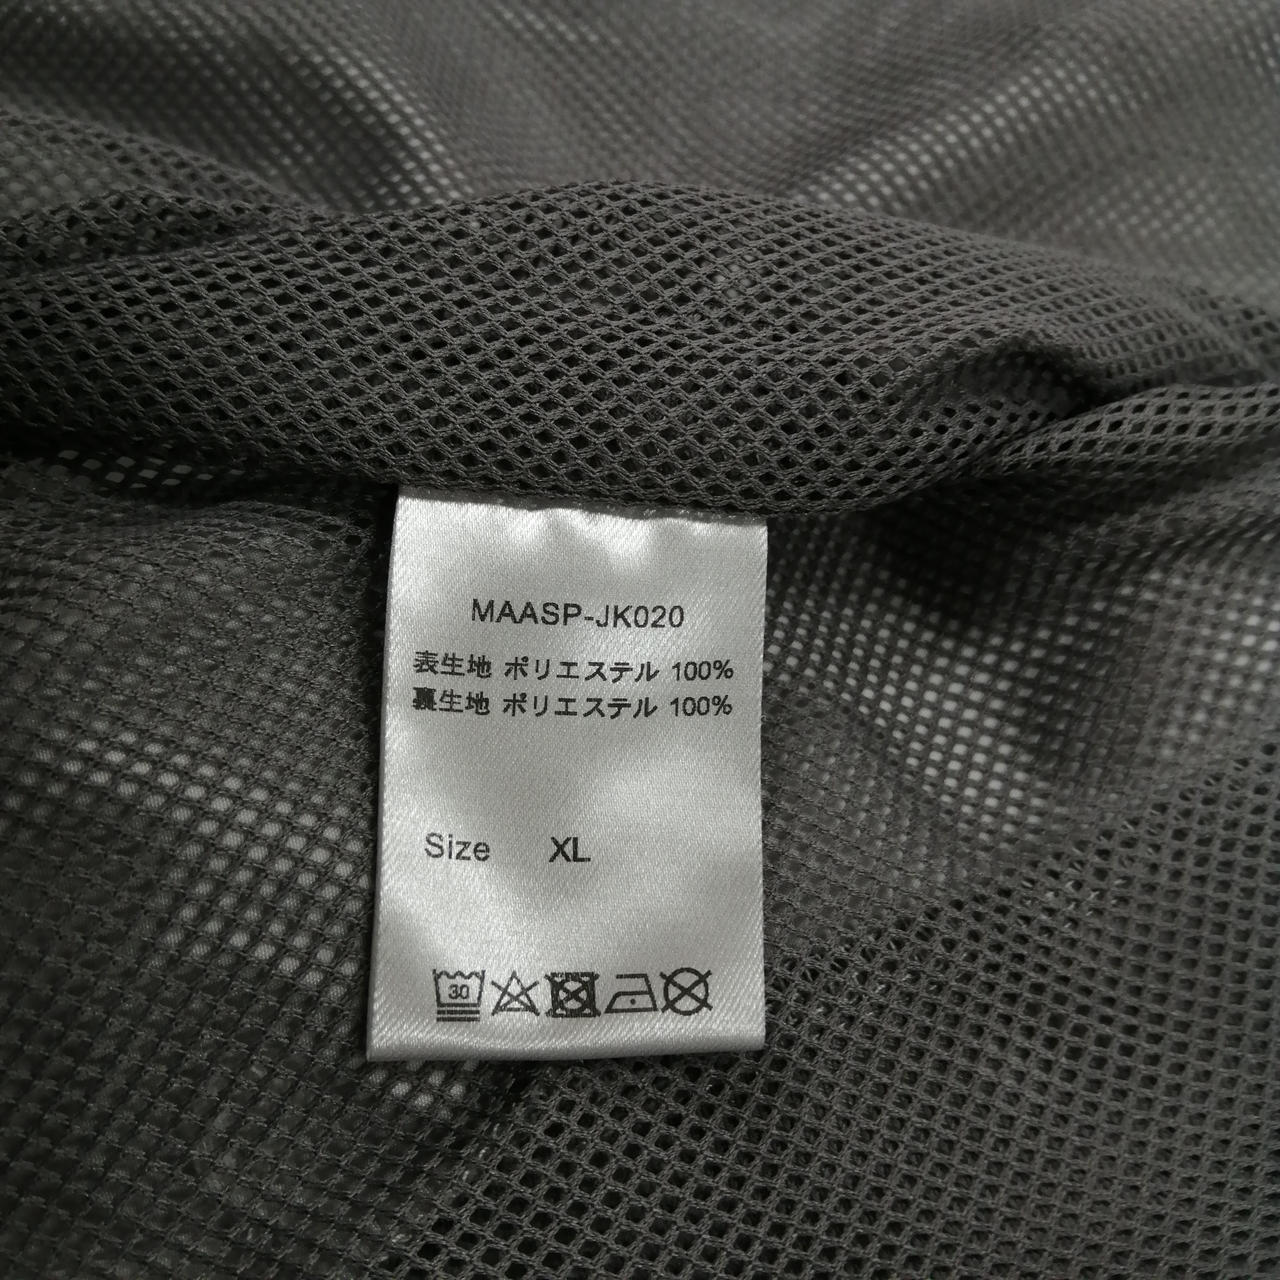 MAASP-JK020
表生地 ポリエステル 100%
裏生地 ポリエステル 100%
Size XL
30